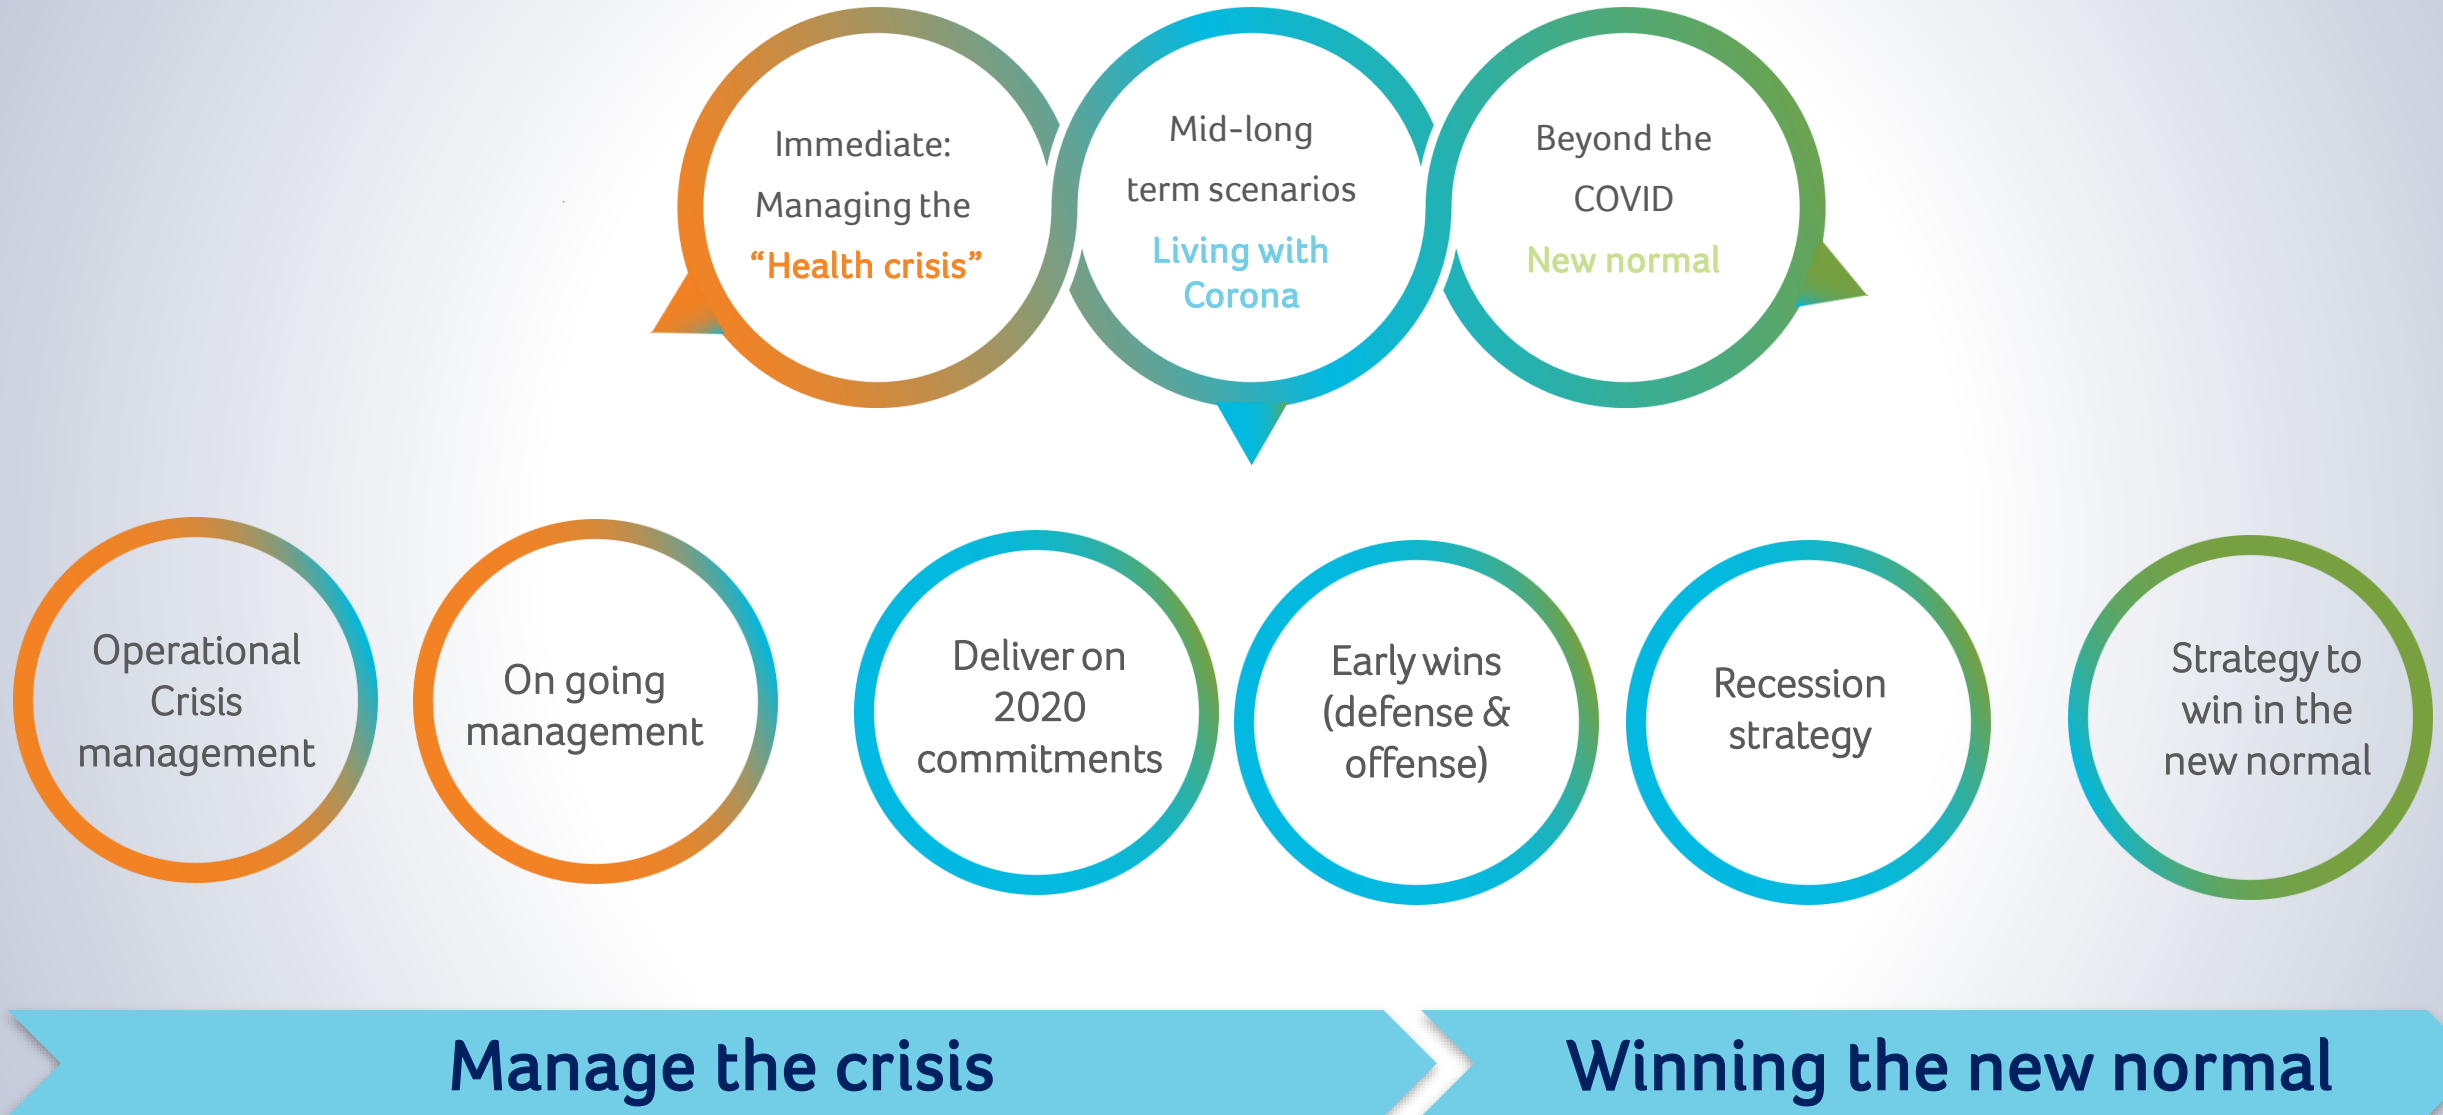 Immediate:
Managing the
“Health crisis”
Mid-long
term scenarios
Living with
Corona
Beyond the
COVID
New normal
Operational
Crisis
management
On going
management
Deliver on
2020
commitments
Early wins
(defense &
offense)
Recession
strategy
Strategy to
win in the
new normal
Manage the crisis
Winning the new normal